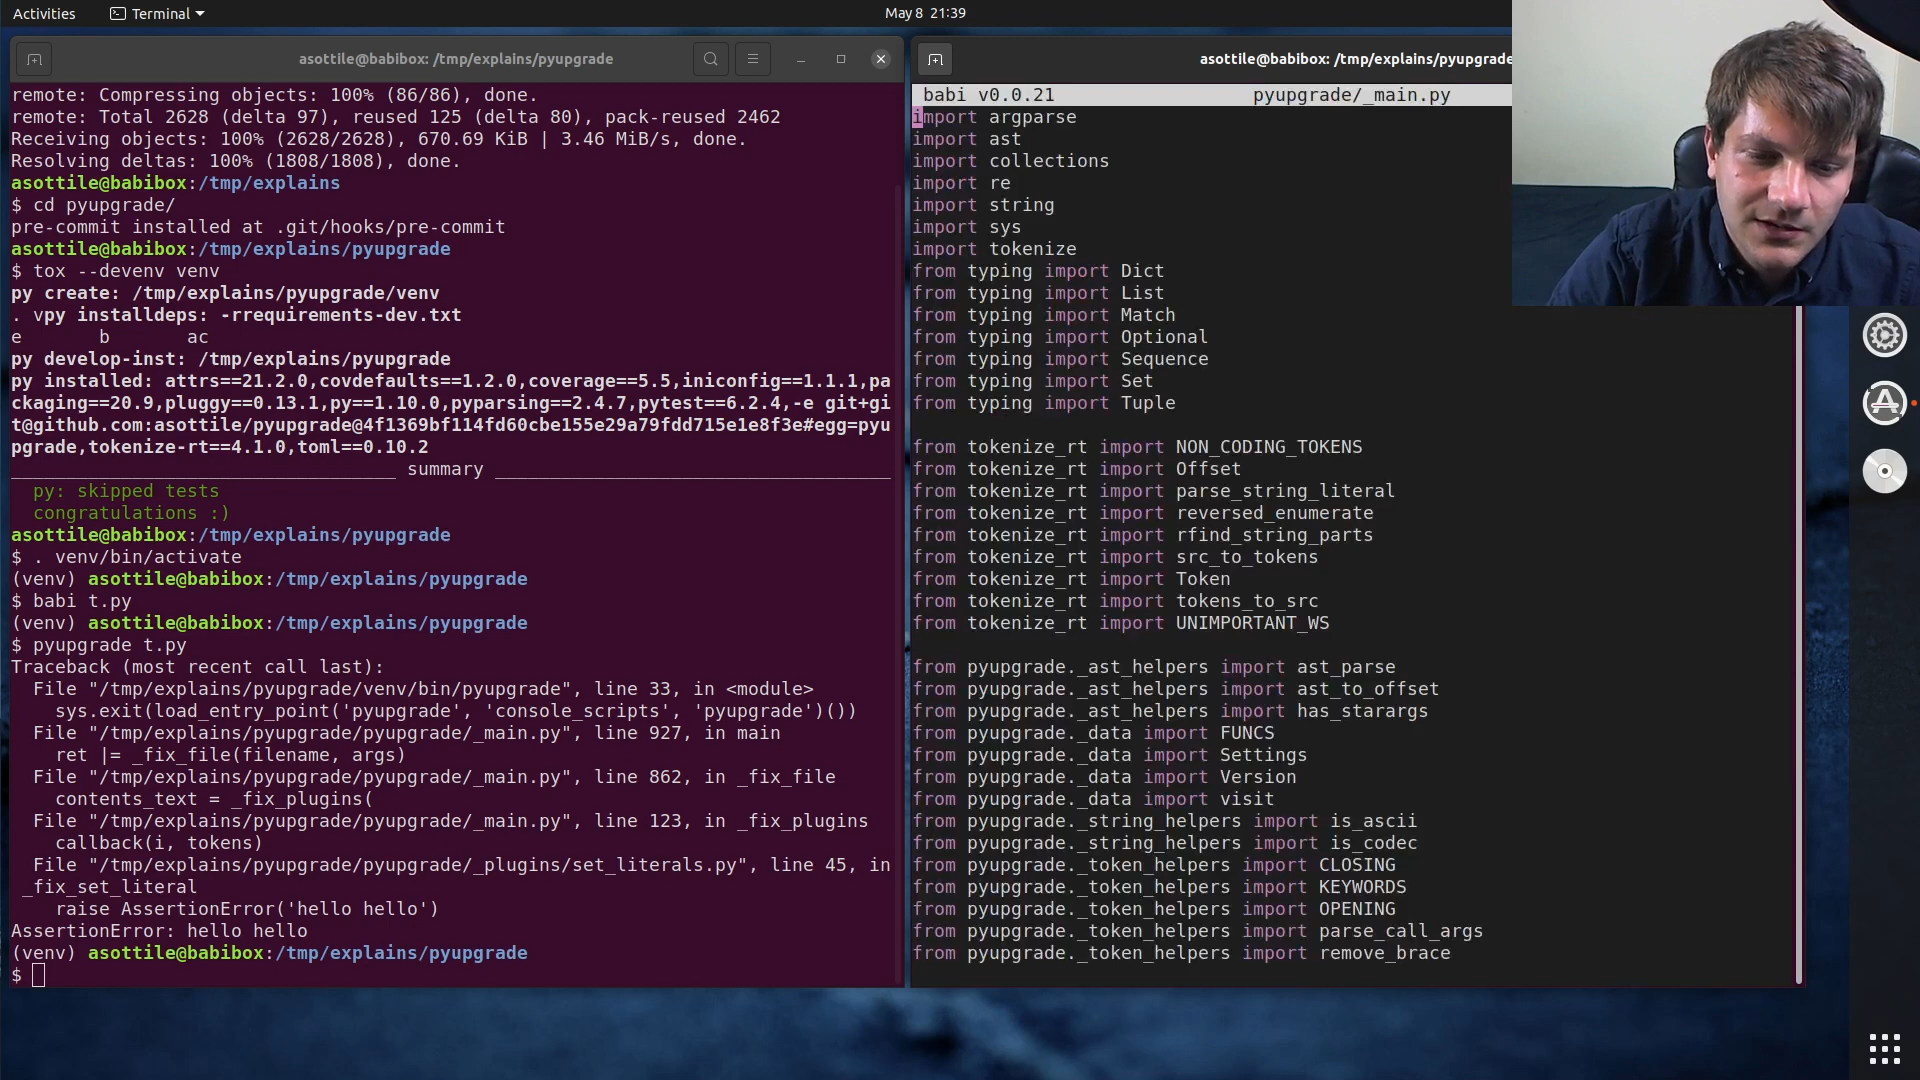 Activities
Terminal
May 8 21:39
asottile@babibox: /tmp/explains/pyupgrade
remote: Compressing objects: 100% (86/86), done.
remote: Total 2628 (delta 97), reused 125 (delta 80), pack-reused 2462
Receiving objects: 100% (2628/2628), 670.69 KiB | 3.46 MiB/s, done.
Resolving deltas: 100% (1808/1808), done.
asottile@babibox:/tmp/explains
$ cd pyupgrade/
pre-commit installed at .git/hooks/pre-commit
asottile@babibox:/tmp/explains/pyupgrade
$ tox --devenv venv
py create: /tmp/explains/pyupgrade/venv
. vpy installdeps: -rrequirements-dev.txt
e       b       ac
py develop-inst: /tmp/explains/pyupgrade
py installed: attrs==21.2.0,covdefaults==1.2.0,coverage==5.5,iniconfig==1.1.1,pa
ckaging==20.9,pluggy==0.13.1,py==1.10.0,pyparsing==2.4.7,pytest==6.2.4,-e git+gi
t@github.com:asottile/pyupgrade@4f1369bf114fd60cbe155e29a79fdd715e1e8f3e#egg=pyu
pgrade,tokenize-rt==4.1.0,toml==0.10.2
___________________________________ summary ____________________________________
  py: skipped tests
  congratulations :)
asottile@babibox:/tmp/explains/pyupgrade
$ . venv/bin/activate
(venv) asottile@babibox:/tmp/explains/pyupgrade
$ babi t.py
(venv) asottile@babibox:/tmp/explains/pyupgrade
$ pyupgrade t.py
Traceback (most recent call last):
  File "/tmp/explains/pyupgrade/venv/bin/pyupgrade", line 33, in <module>
    sys.exit(load_entry_point('pyupgrade', 'console_scripts', 'pyupgrade')())
  File "/tmp/explains/pyupgrade/pyupgrade/_main.py", line 927, in main
    ret |= _fix_file(filename, args)
  File "/tmp/explains/pyupgrade/pyupgrade/_main.py", line 862, in _fix_file
    contents_text = _fix_plugins(
  File "/tmp/explains/pyupgrade/pyupgrade/_main.py", line 123, in _fix_plugins
    callback(i, tokens)
  File "/tmp/explains/pyupgrade/pyupgrade/_plugins/set_literals.py", line 45, in
 _fix_set_literal
    raise AssertionError('hello hello')
AssertionError: hello hello
(venv) asottile@babibox:/tmp/explains/pyupgrade
$
asottile@babibox: /tmp/explains/pyupgrade
babi v0.0.21 pyupgrade/_main.py
import argparse
import ast
import collections
import re
import string
import sys
import tokenize
from typing import Dict
from typing import List
from typing import Match
from typing import Optional
from typing import Sequence
from typing import Set
from typing import Tuple
from tokenize_rt import NON_CODING_TOKENS
from tokenize_rt import Offset
from tokenize_rt import parse_string_literal
from tokenize_rt import reversed_enumerate
from tokenize_rt import rfind_string_parts
from tokenize_rt import src_to_tokens
from tokenize_rt import Token
from tokenize_rt import tokens_to_src
from tokenize_rt import UNIMPORTANT_WS
from pyupgrade._ast_helpers import ast_parse
from pyupgrade._ast_helpers import ast_to_offset
from pyupgrade._ast_helpers import has_starargs
from pyupgrade._data import FUNCS
from pyupgrade._data import Settings
from pyupgrade._data import Version
from pyupgrade._data import visit
from pyupgrade._string_helpers import is_ascii
from pyupgrade._string_helpers import is_codec
from pyupgrade._token_helpers import CLOSING
from pyupgrade._token_helpers import KEYWORDS
from pyupgrade._token_helpers import OPENING
from pyupgrade._token_helpers import parse_call_args
from pyupgrade._token_helpers import remove_brace